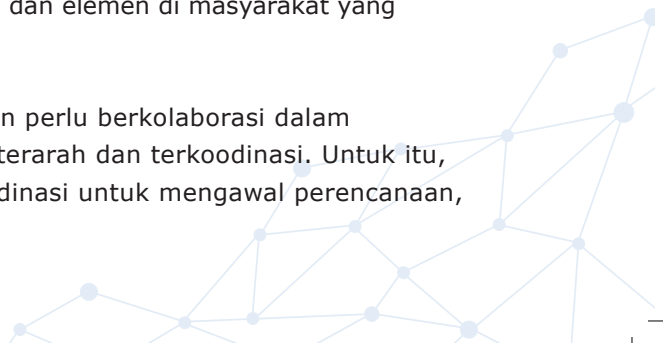 dan elemen di masyarakat yang
n perlu berkolaborasi dalam
terarah dan terkoodinasi. Untuk itu,
dinasi untuk mengawal perencanaan,